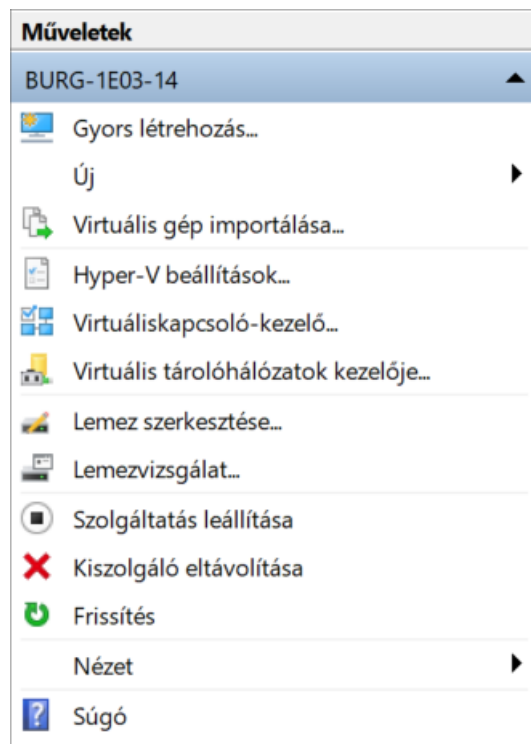 Műveletek
BURG-1E03-14
Gyors létrehozás...
Új
Virtuális gép importálása...
Hyper-V beállítások...
Virtuáliskapcsoló-kezelő...
Virtuális tárolóhálózatok kezelője...
Lemez szerkesztése...
Lemezvizsgálat...
Szolgáltatás leállítása
Kiszolgáló eltávolítása
Frissítés
Nézet
Súgó